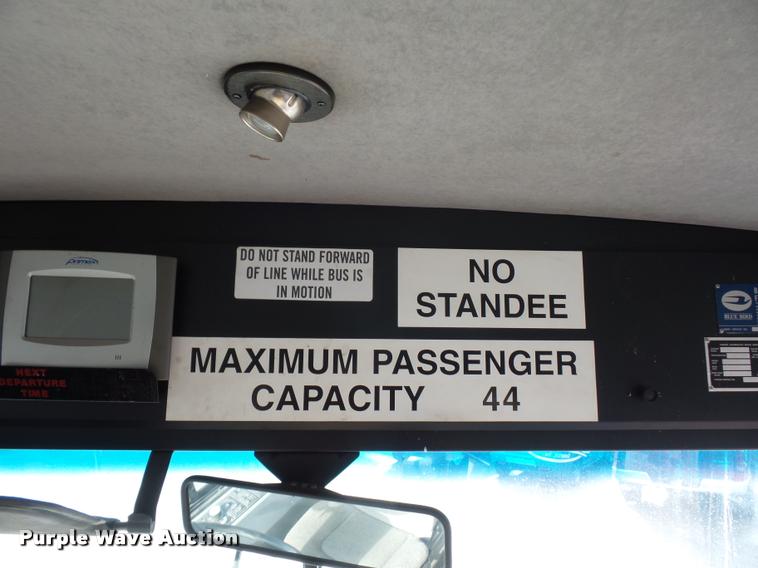 DO NOT STAND FORWARD
OF LINE WHILE BUS IS
IN MOTION
NO
STANDEE
BLUE BIRD
MAXIMUM PASSENGER
CAPACITY 44
NEXT
DEPARTURE
TIME
Purple Wave Auction